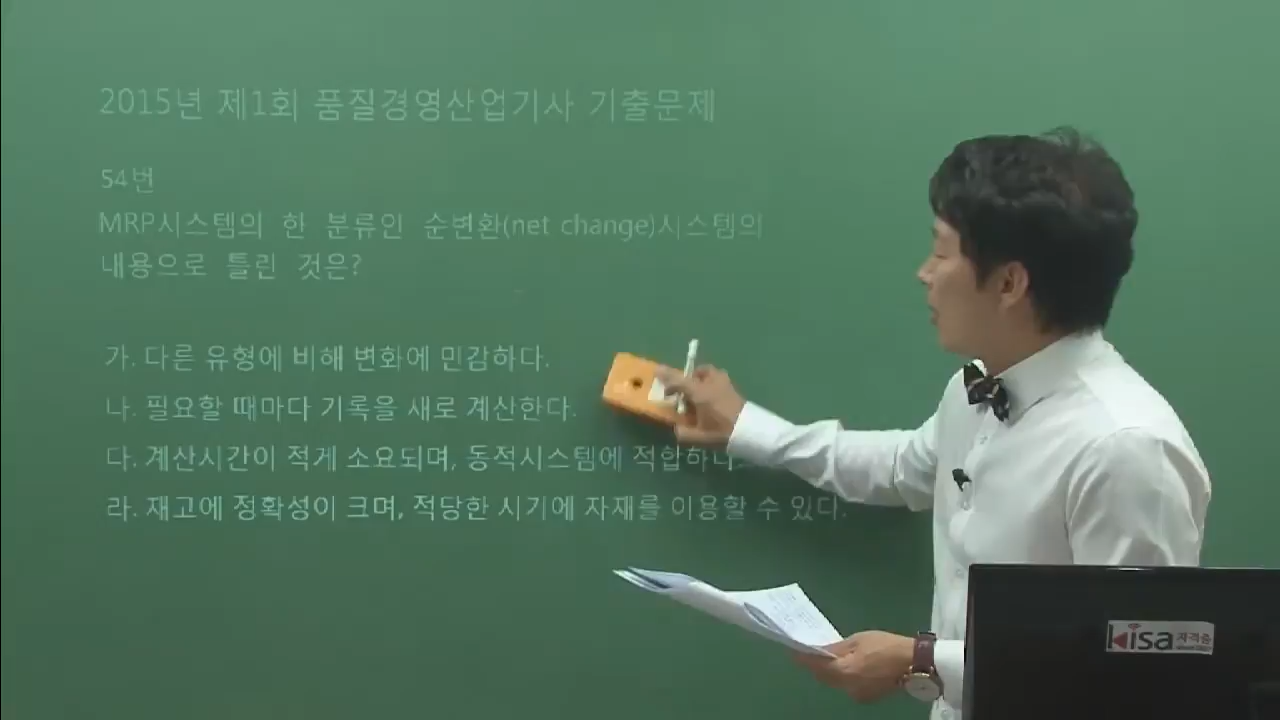 2015년 제1회 품질경영산업기사 기출문제
54번
MRP시스템의 한 분류인 순변환(net change)시스템의
내용으로 틀린 것은?
가. 다른 유형에 비해 변화에 민감하다.
나. 필요할 때마다 기록을 새로 계산한다.
다. 계산시간이 적게 소요되며, 동적시스템에 적합하
라. 재고에 정확성이 크며, 적당한 시기에 자재를 이용할 수 있다.
kisa 자격증